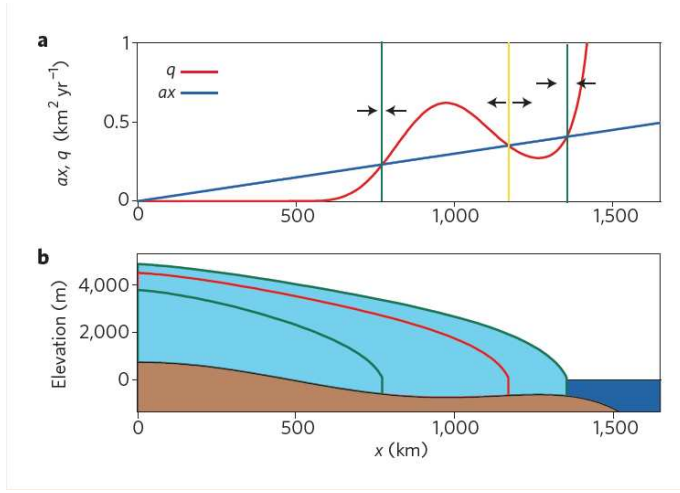 a
ax, q (km² yr⁻¹)
1
0.5
0
q
ax
0
500
1,000
1,500
b
Elevation (m)
4,000
2,000
0
0
500
1,000
1,500
x (km)